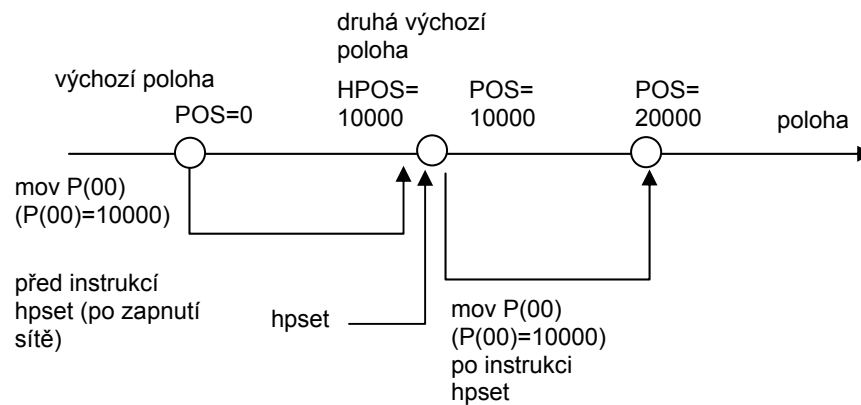 druhá výchozí
poloha
výchozí poloha
POS=0
HPOS=
10000
POS=
10000
POS=
20000
poloha
mov P(00)
(P(00)=10000)
před instrukcí
hpset (po zapnutí
sítě)
hpset
mov P(00)
(P(00)=10000)
po instrukci
hpset